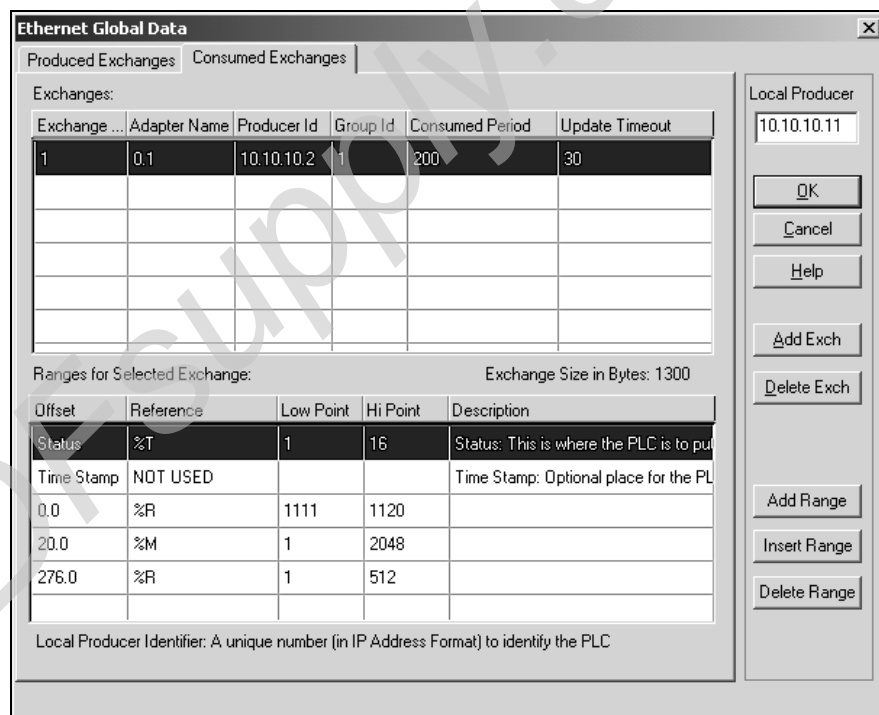 Ethernet Global Data
Produced Exchanges Consumed Exchanges
Exchanges:
Exchange ... Adapter Name Producer Id Group Id Consumed Period Update Timeout
1 0.1 10.10.10.2 1 200 30
Ranges for Selected Exchange: Exchange Size in Bytes: 1300
Offset Reference Low Point Hi Point Description
Status %T 1 16 Status: This is where the PLC is to pu
Time Stamp NOT USED Time Stamp: Optional place for the PL
0.0 %R 1111 1120
20.0 %M 1 2048
276.0 %R 1 512
Local Producer Identifier: A unique number (in IP Address Format) to identify the PLC
Local Producer
10.10.10.11
OK
Cancel
Help
Add Exch
Delete Exch
Add Range
Insert Range
Delete Range
DFsupply.